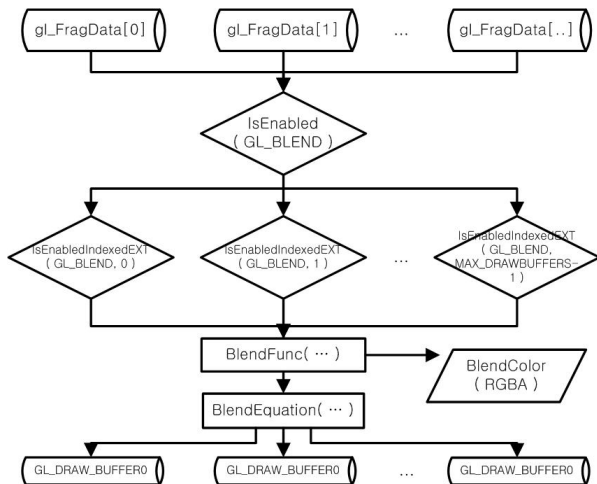 gl_FragData[0]
gl_FragData[1]
...
gl_FragData[..]
IsEnabled
( GL_BLEND )
IsEnabledIndexedEXT
( GL_BLEND, 0 )
IsEnabledIndexedEXT
( GL_BLEND, 1 )
...
IsEnabledIndexedEXT
( GL_BLEND,
MAX_DRAWBUFFERS-
1 )
BlendFunc( ... )
BlendColor
( RGBA )
BlendEquation( ... )
GL_DRAW_BUFFER0
GL_DRAW_BUFFER0
...
GL_DRAW_BUFFER0